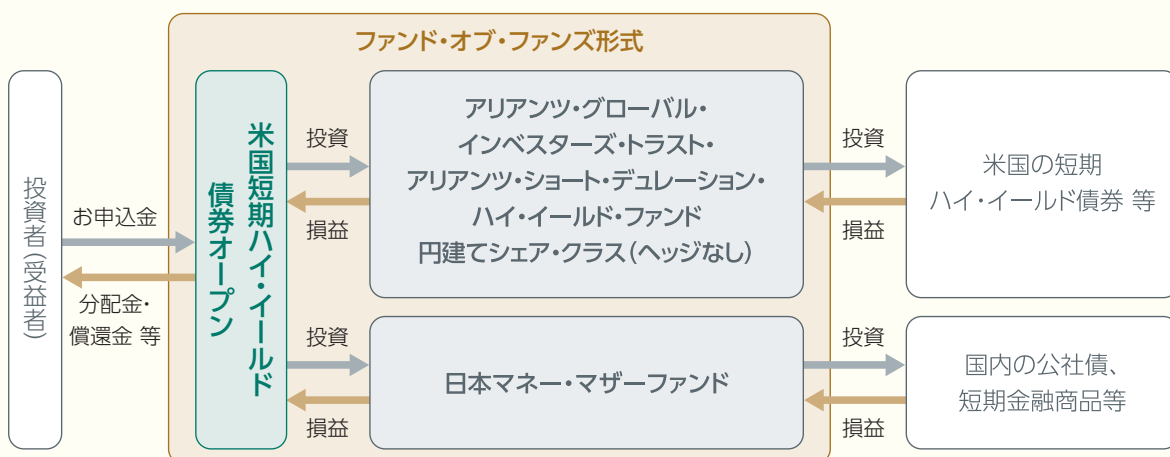 ファンド・オブ・ファンズ形式
投資者（受益者）
お申込金
分配金・
償還金 等
米国短期ハイ・イールド
債券オープン
投資
損益
アリアンツ・グローバル・
インベスターズ・トラスト・
アリアンツ・ショート・デュレーション・
ハイ・イールド・ファンド
円建てシェア・クラス（ヘッジなし）
投資
損益
米国の短期
ハイ・イールド債券 等
投資
損益
日本マネー・マザーファンド
投資
損益
国内の公社債、
短期金融商品等